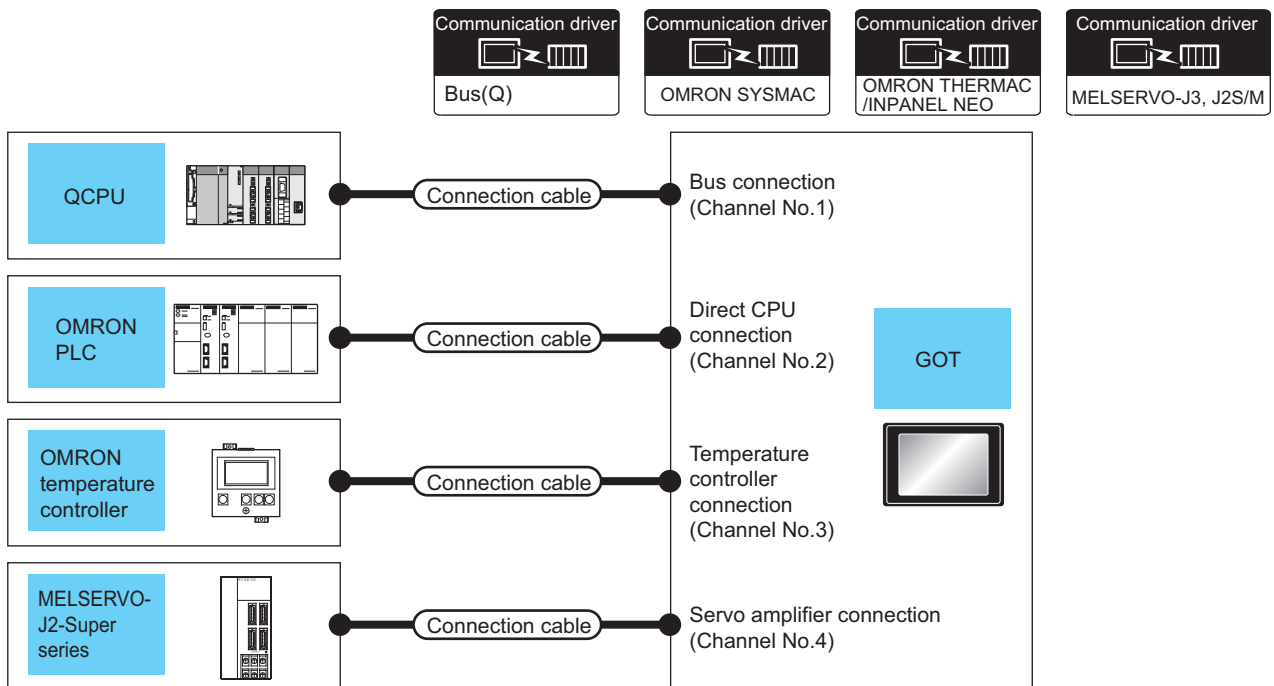 Communication driver
Communication driver
Communication driver
Communication driver
Bus(Q)
OMRON SYSMAC
OMRON THERMAC
/INPANEL NEO
MELSERVO-J3, J2S/M
QCPU
Connection cable
Bus connection
(Channel No.1)
OMRON
PLC
Connection cable
Direct CPU
connection
(Channel No.2)
GOT
OMRON
temperature
controller
Connection cable
Temperature
controller
connection
(Channel No.3)
MELSERVO-
J2-Super
series
Connection cable
Servo amplifier connection
(Channel No.4)